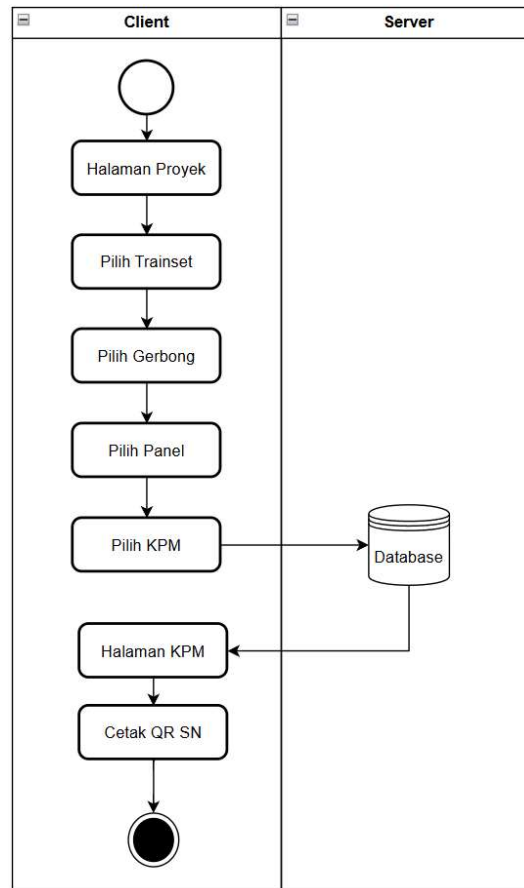 Client
Server
Halaman Proyek
Pilih Trainset
Pilih Gerbong
Pilih Panel
Pilih KPM
Database
Halaman KPM
Cetak QR SN